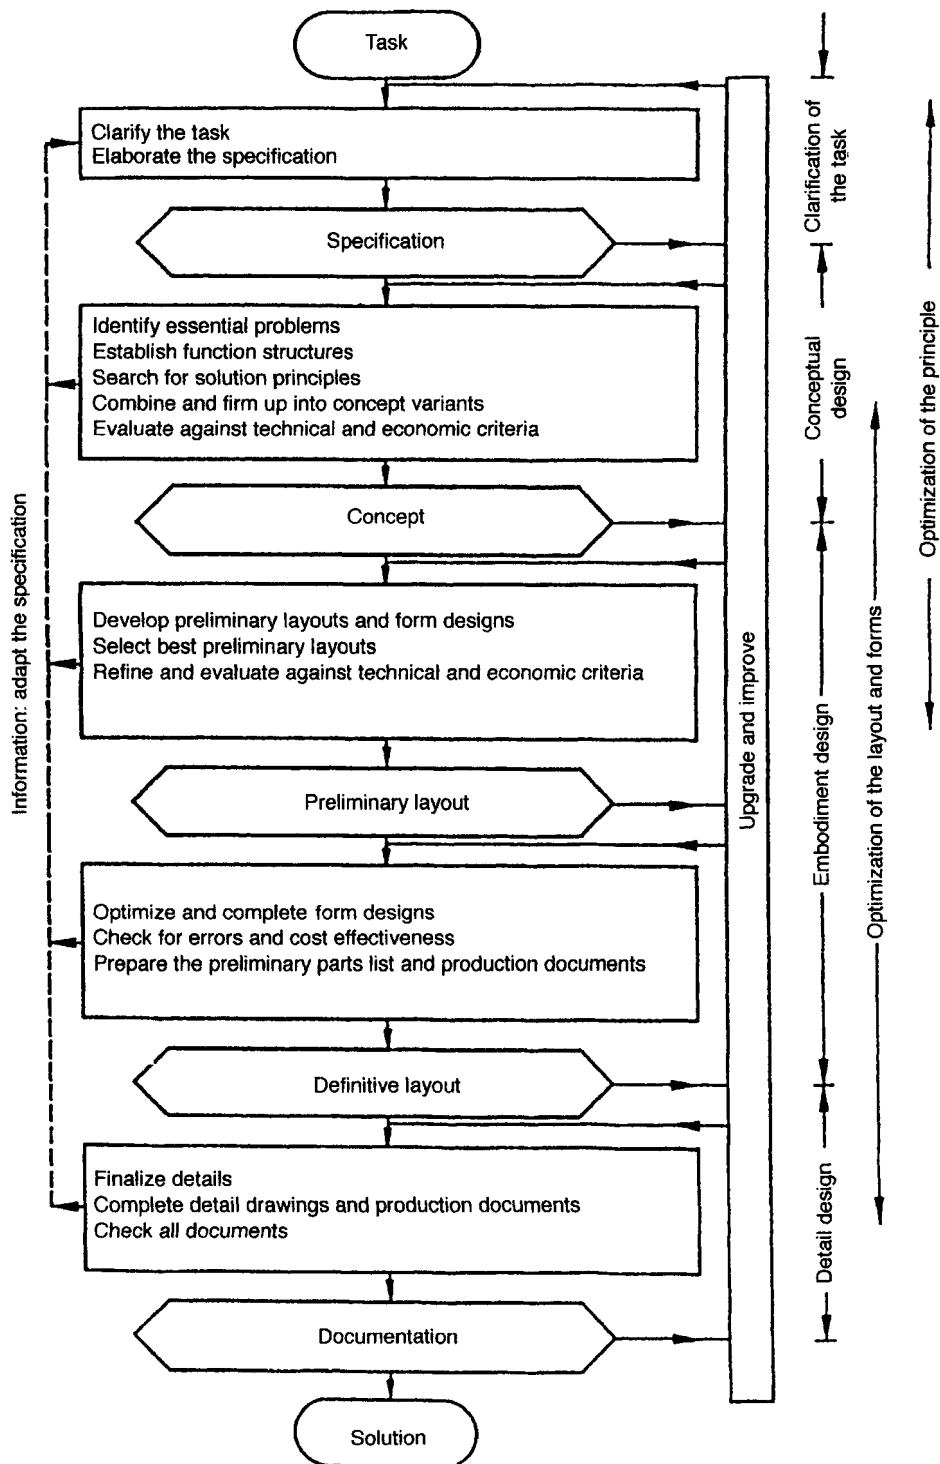 Task
Clarify the task
Elaborate the specification
Specification
Identify essential problems
Establish function structures
Search for solution principles
Combine and firm up into concept variants
Evaluate against technical and economic criteria
Concept
Develop preliminary layouts and form designs
Select best preliminary layouts
Refine and evaluate against technical and economic criteria
Preliminary layout
Optimize and complete form designs
Check for errors and cost effectiveness
Prepare the preliminary parts list and production documents
Definitive layout
Finalize details
Complete detail drawings and production documents
Check all documents
Documentation
Solution
Information: adapt the specification
Upgrade and improve
Clarification of
the task
Conceptual
design
Embodiment design
Detail design
Optimization of the layout and forms
Optimization of the principle